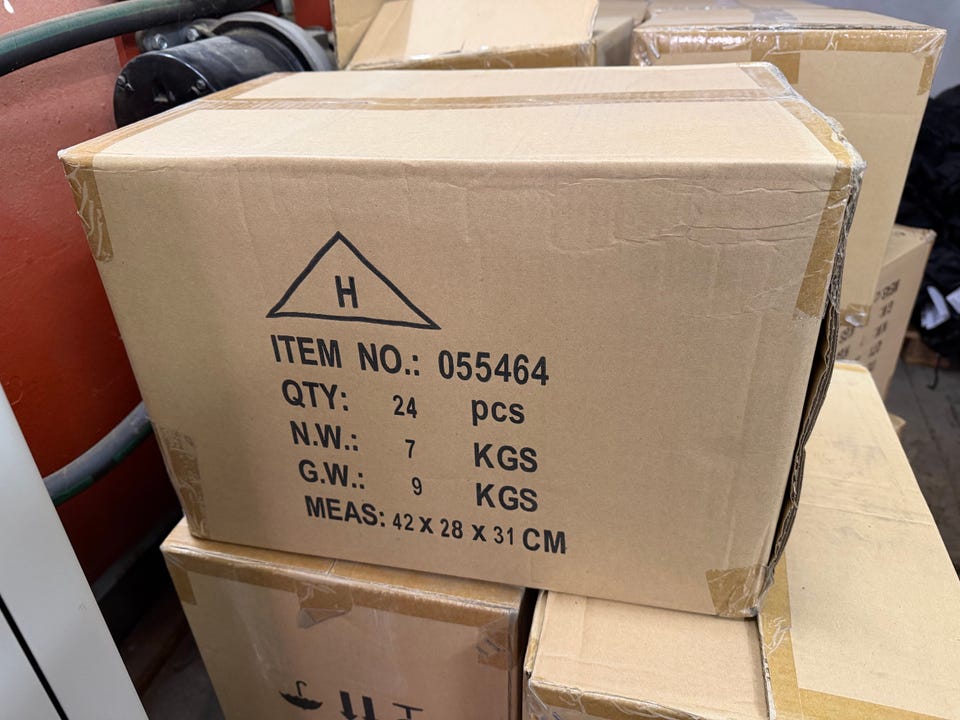 H
ITEM NO.: 055464
QTY: 24 pcs
N.W.: 7 KGS
G.W.: 9 KGS
MEAS: 42 X 28 X 31 CM